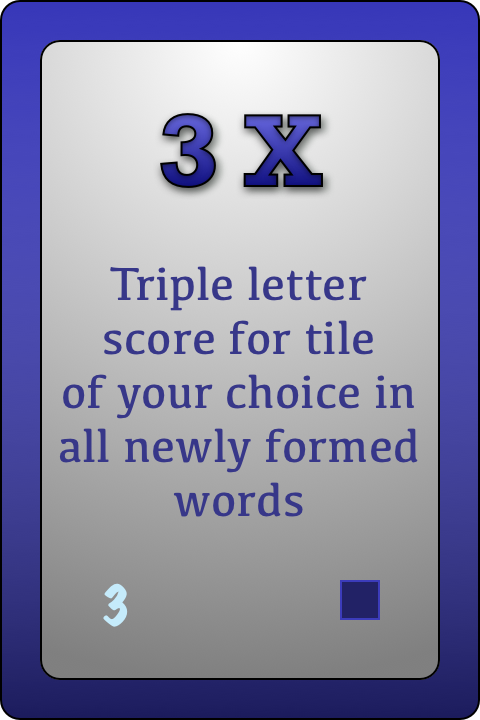 3 X
Triple letter
score for tile
of your choice in
all newly formed
words
3